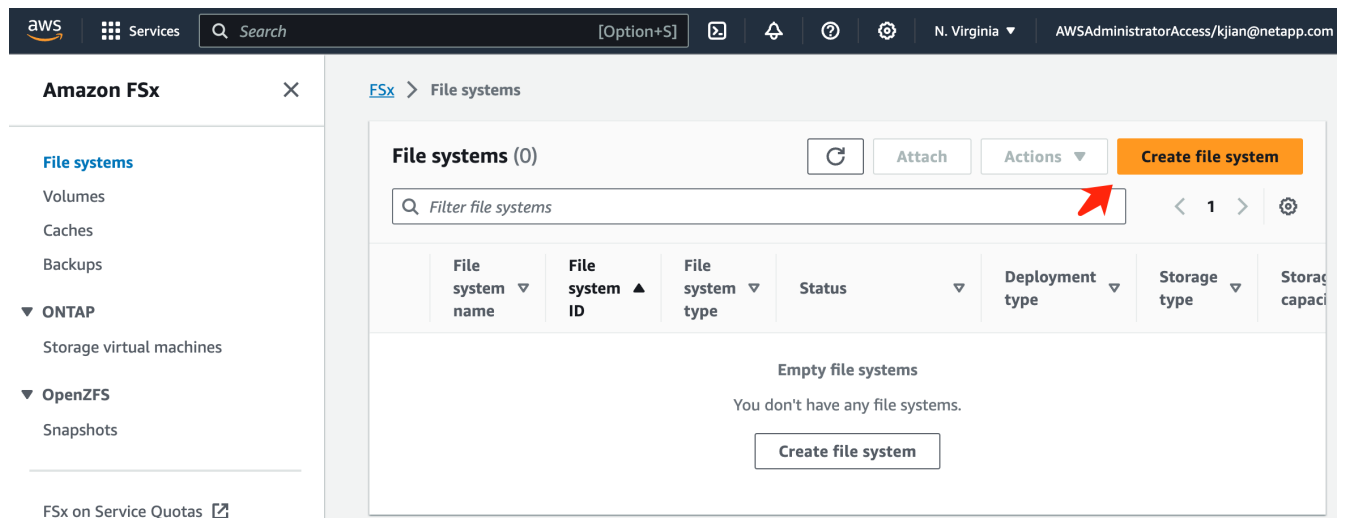 aws
Services
Search
[Option+S]
N. Virginia
AWSAdministratorAccess/kjian@netapp.com
Amazon FSx
File systems
Volumes
Caches
Backups
ONTAP
Storage virtual machines
OpenZFS
Snapshots
FSx on Service Quotas
FSx
File systems
File systems (0)
Attach
Actions
Create file system
Filter file systems
1
File
system
name
File
system
ID
File
system
type
Status
Deployment
type
Storage
type
Storag
capaci
Empty file systems
You don't have any file systems.
Create file system